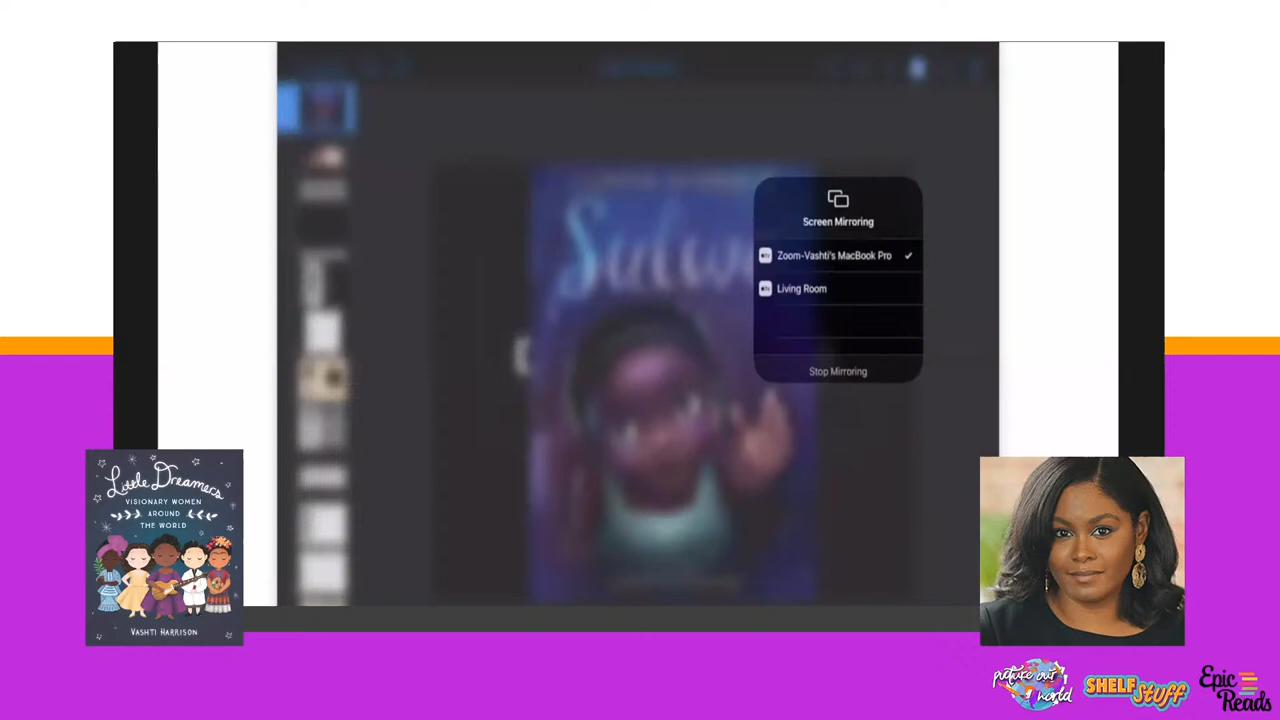 Sulwe
Screen Mirroring
Zoom-Vashti's MacBook Pro
Living Room
Stop Mirroring
Little Dreamers
VISIONARY WOMEN
AROUND
THE WORLD
VASHTI HARRISON
picture our world
SHELF STUFF
Epic Reads